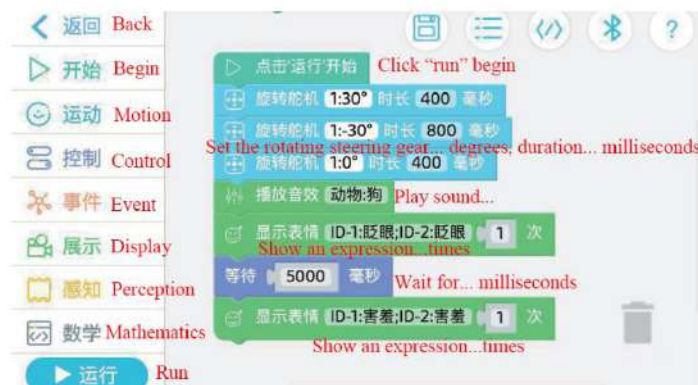 返回 Back
开始 Begin
运动 Motion
控制 Control
事件 Event
展示 Display
感知 Perception
数学 Mathematics
运行 Run
?
点击“运行”开始 Click “run” begin
旋转舵机 1:30° 时长 400 毫秒
旋转舵机 1:-30° 时长 800 毫秒
Set the rotating steering gear... degrees, duration... milliseconds
旋转舵机 1:0° 时长 400 毫秒
播放音效 动物:狗 Play sound...
显示表情 ID-1:眨眼;ID-2:眨眼 1 次
Show an expression...times
等待 5000 毫秒 Wait for... milliseconds
显示表情 ID-1:害羞;ID-2:害羞 1 次
Show an expression...times